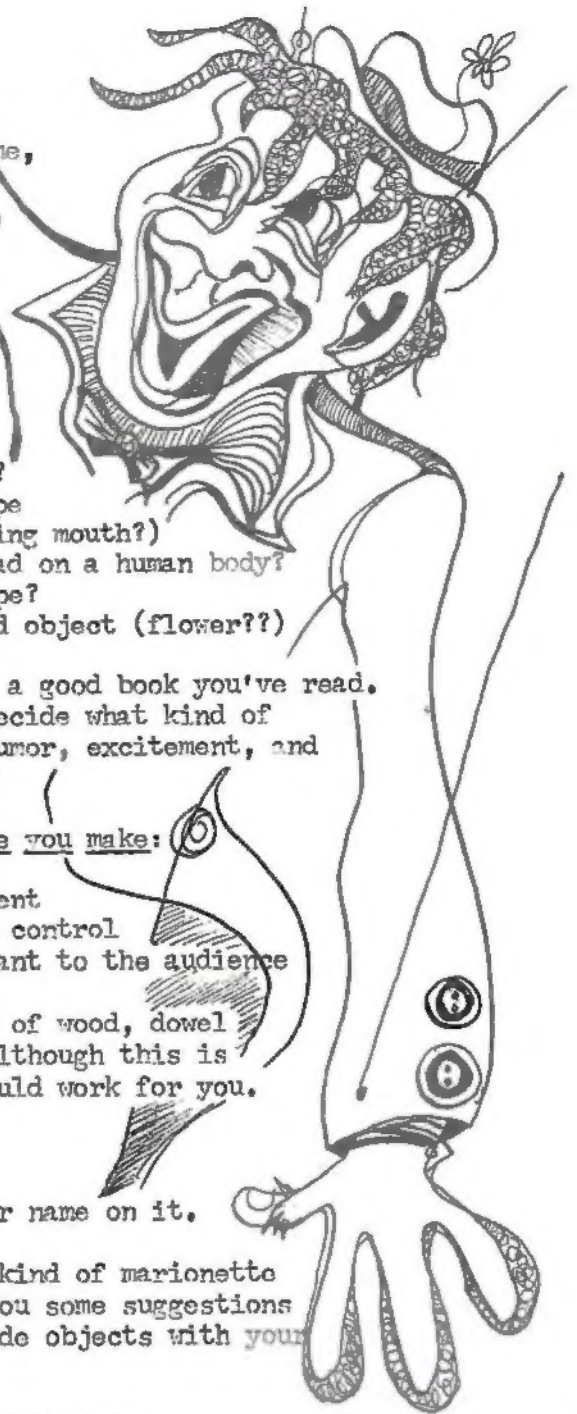 ?
pe
ing mouth?)
ad on a human body?
pe?
d object (flower??)
a good book you've read.
ecide what kind of
umor, excitement, and
e you make:
ent
control
ant to the audience
of wood, dowel
lthough this is
uld work for you.
r name on it.
kind of marionette
ou some suggestions
de objects with your